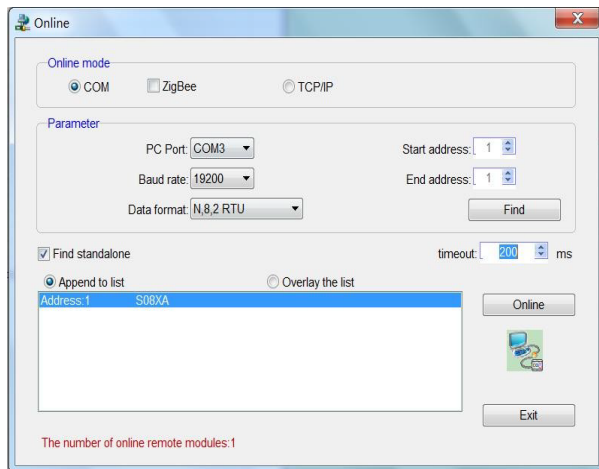 Online
Online mode
COM ZigBee TCP/IP
Parameter
PC Port: COM3 Start address: 1
Baud rate: 19200 End address: 1
Data format: N,8,2 RTU Find
Find standalone timeout: 200 ms
Append to list Overlay the list
Address:1 S08XA
Online
Exit
The number of online remote modules:1